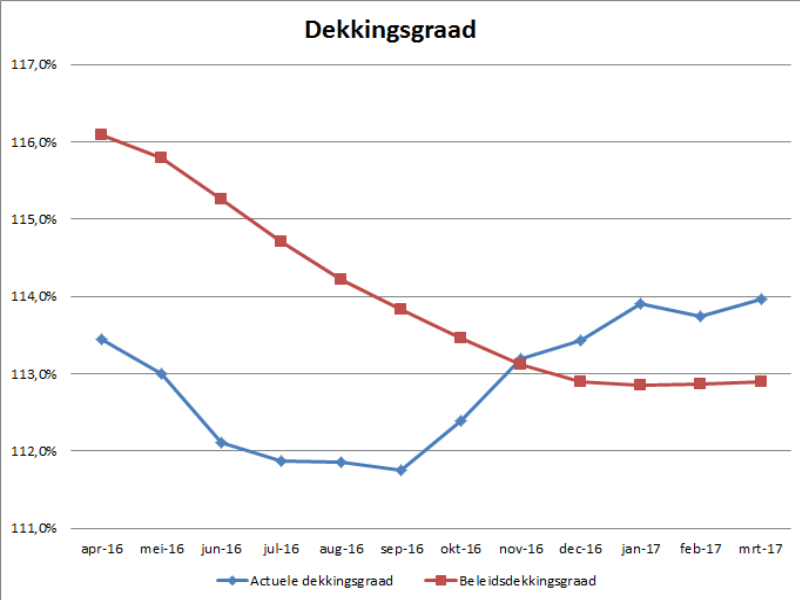 Dekkingsgraad
117,0%
116,0%
115,0%
114,0%
113,0%
112,0%
111,0%
apr-16 mei-16 jun-16 jul-16 aug-16 sep-16 okt-16 nov-16 dec-16 jan-17 feb-17 mrt-17
Actuele dekkingsgraad Beleidsdekkingsgraad